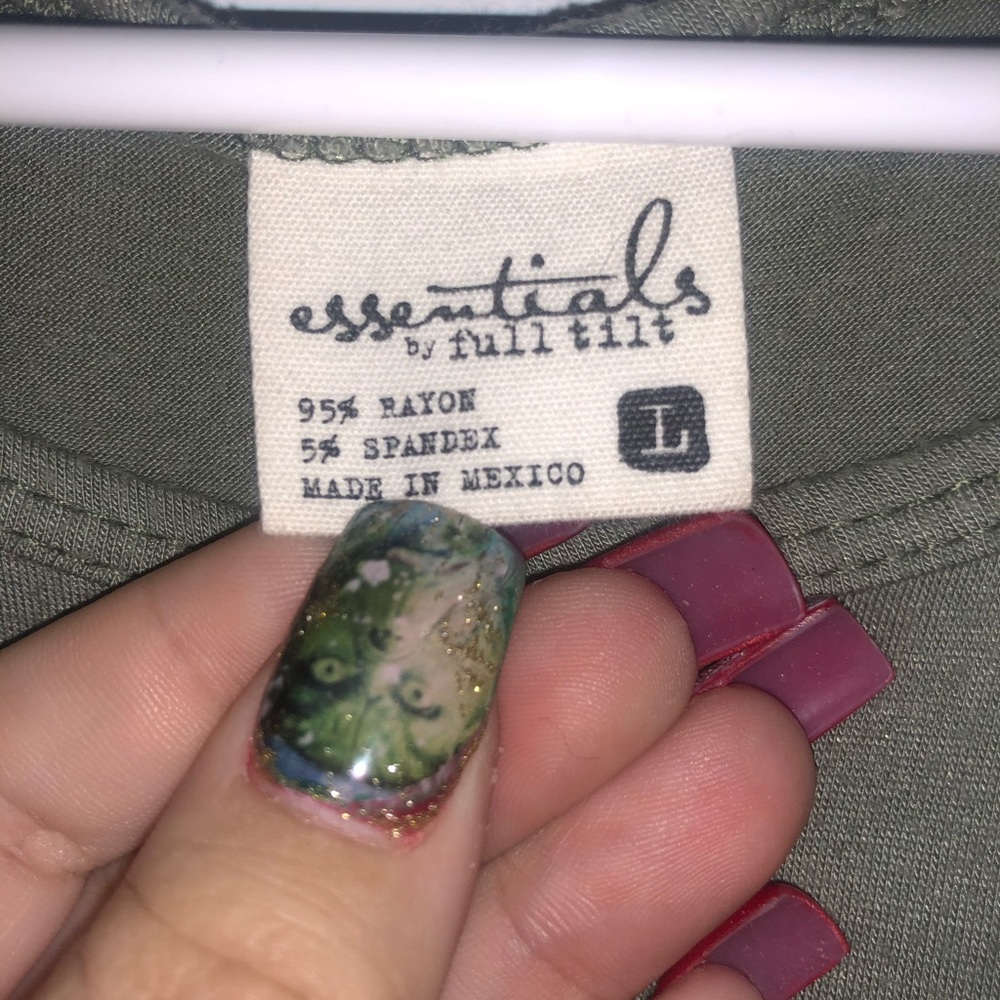 essentials
by full tilt
95% RAYON
5% SPANDEX
MADE IN MEXICO
L